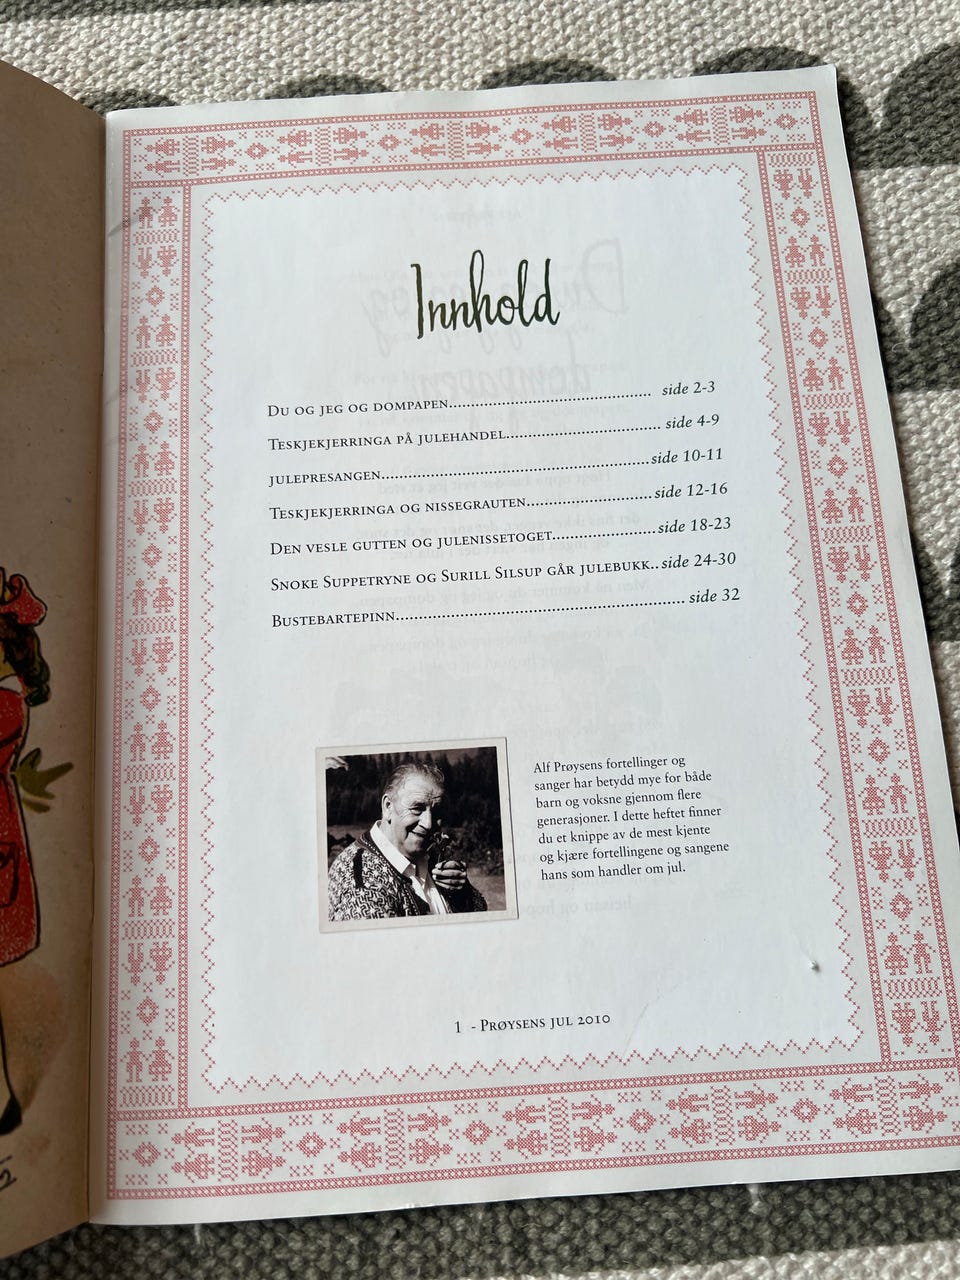 Innhold
Du og jeg og dompapen.......................................... side 2-3
Teskjekjerringa på julehandel................................ side 4-9
julepresangen.......................................................side 10-11
Teskjekjerringa og nissegrauten..........................side 12-16
Den vesle gutten og julenissetoget.....................side 18-23
Snoke Suppetryne og Surill Silsup går julebukk..side 24-30
Bustebartepinn............................................................ side 32
Alf Prøysens fortellinger og
sanger har betydd mye for både
barn og voksne gjennom flere
generasjoner. I dette heftet finner
du et knippe av de mest kjente
og kjære fortellingene og sangene
hans som handler om jul.
1 - Prøysens jul 2010